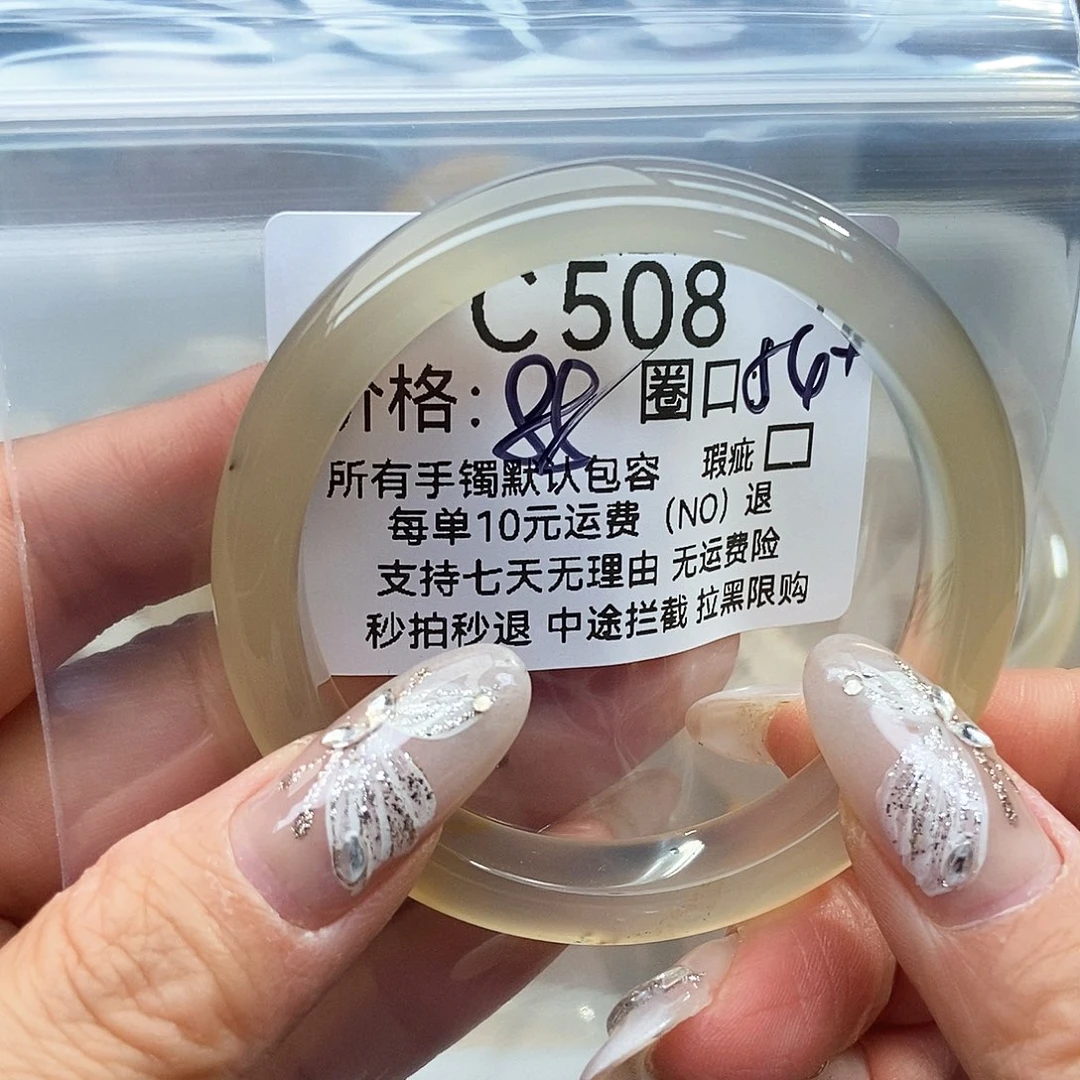 C508
价格：88 圈口56+
所有手镯默认包容 瑕疵
每单10元运费（NO）退
支持七天无理由 无运费险
秒拍秒退 中途拦截 拉黑限购